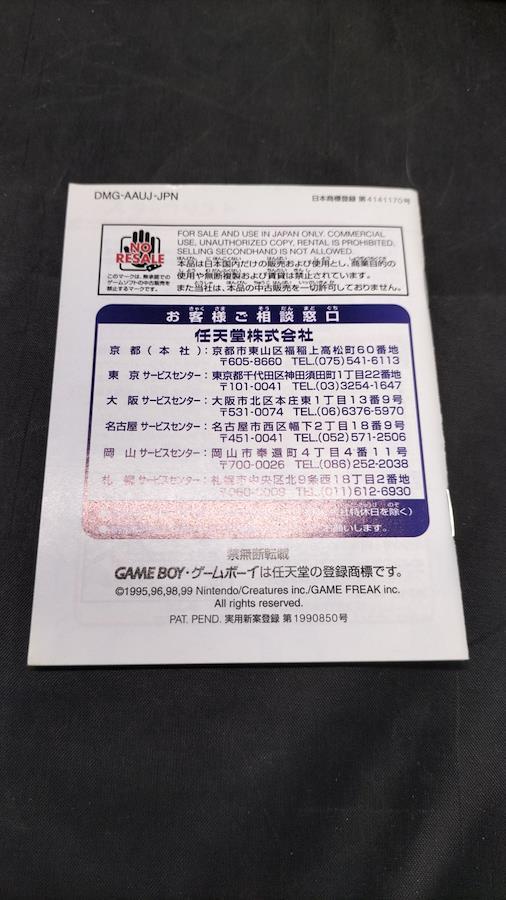 DMG-AAUJ-JPN
日本商標登録 第4141170号
NO
RESALE
このマークは、無承諾での
ゲームソフトの中古販売を
禁止するマークです。
FOR SALE AND USE IN JAPAN ONLY. COMMERCIAL
USE, UNAUTHORIZED COPY, RENTAL IS PROHIBITED.
SELLING SECONDHAND IS NOT ALLOWED.
本品は日本国内だけの販売および使用とし、商業目的の
使用や無断複製および賃貸は禁止されています。
また当社は、本品の中古販売を一切許可しておりません。
お客様ご相談窓口
任天堂株式会社
京都(本社):京都市東山区福稲上高松町60番地
〒605-8660 TEL.(075)541-6113
東京サービスセンター:東京都千代田区神田須田町1丁目22番地
〒101-0041 TEL.(03)3254-1647
大阪サービスセンター:大阪市北区本庄東1丁目13番9号
〒531-0074 TEL.(06)6376-5970
名古屋サービスセンター:名古屋市西区幅下2丁目18番9号
〒451-0041 TEL.(052)571-2506
岡山サービスセンター:岡山市奉還町4丁目4番11号
〒700-0026 TEL.(086)252-2038
札幌サービスセンター:札幌市中央区北9条西18丁目2番地
〒060-0009 TEL.(011)612-6930
社特休日を除く)
します。
禁無断転載
GAME BOY・ゲームボーイは任天堂の登録商標です。
©1995,96,98,99 Nintendo/Creatures inc./GAME FREAK inc.
All rights reserved.
PAT. PEND. 実用新案登録 第1990850号